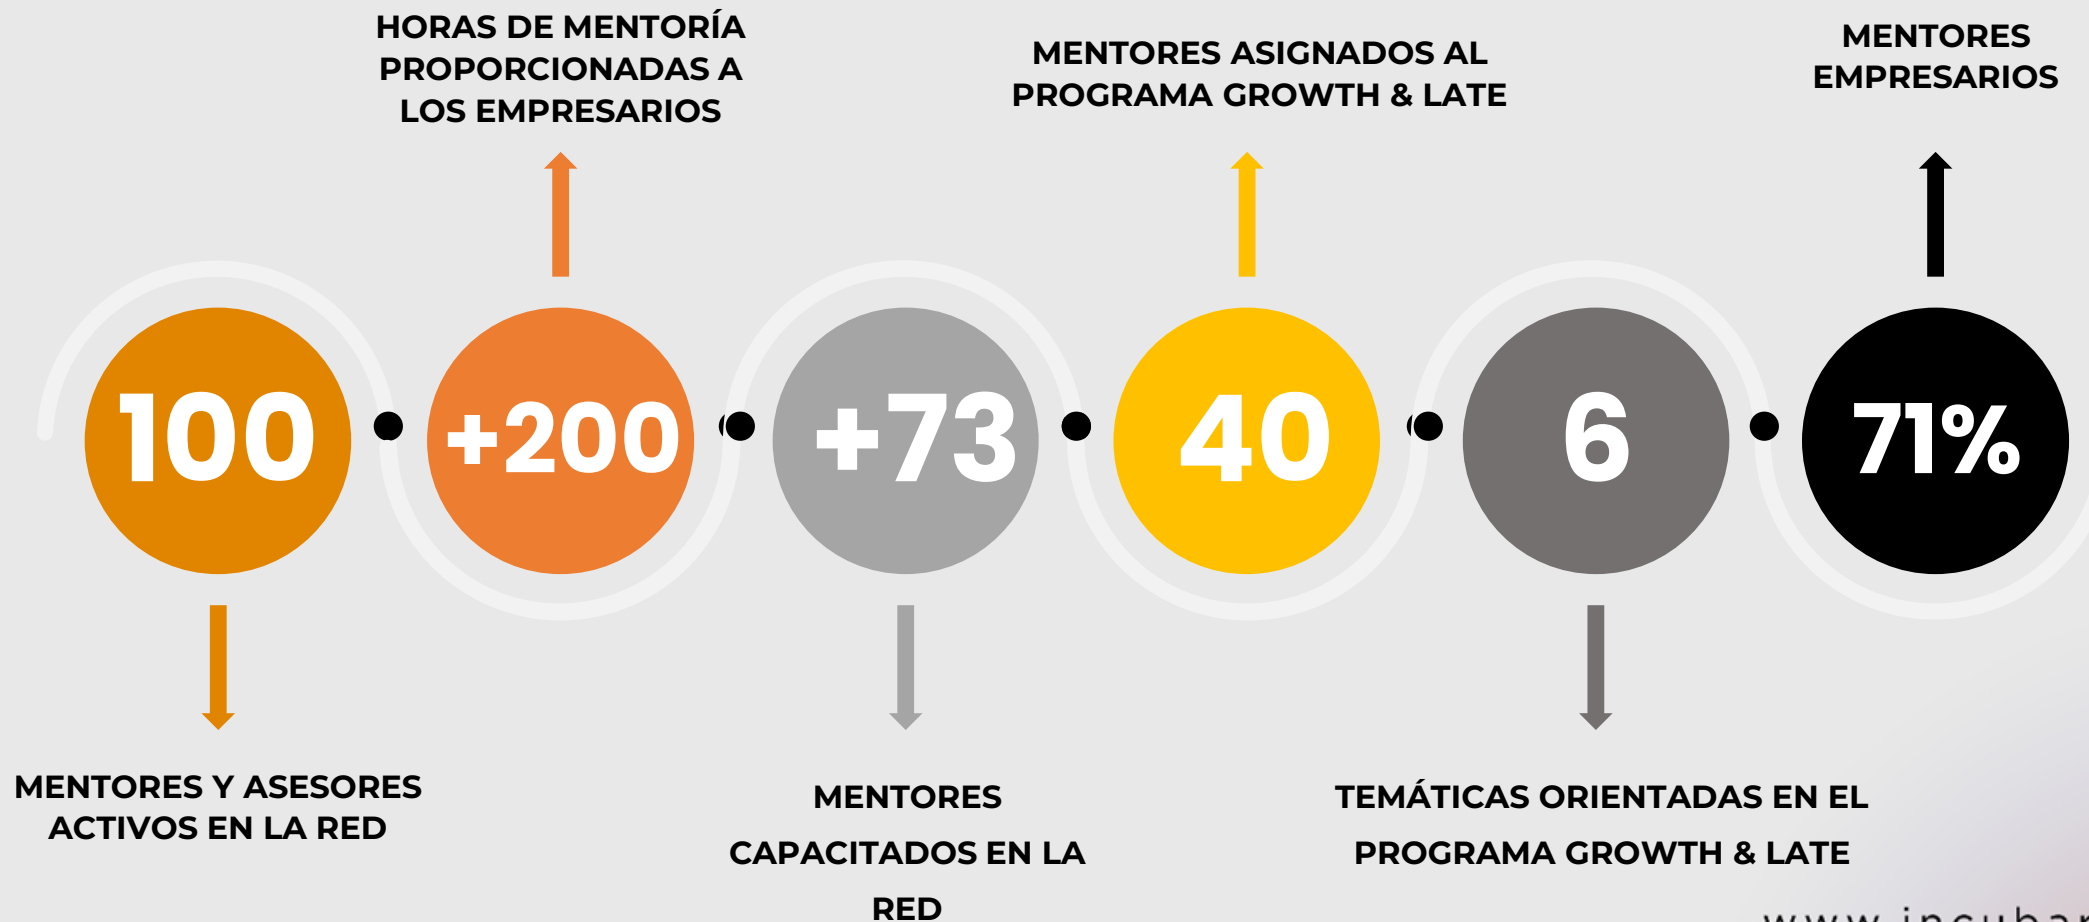 HORAS DE MENTORÍA
PROPORCIONADAS A
LOS EMPRESARIOS
MENTORES ASIGNADOS AL
PROGRAMA GROWTH & LATE
MENTORES
EMPRESARIOS
100
+200
+73
40
6
71%
MENTORES Y ASESORES
ACTIVOS EN LA RED
MENTORES
CAPACITADOS EN LA
RED
TEMÁTICAS ORIENTADAS EN EL
PROGRAMA GROWTH & LATE